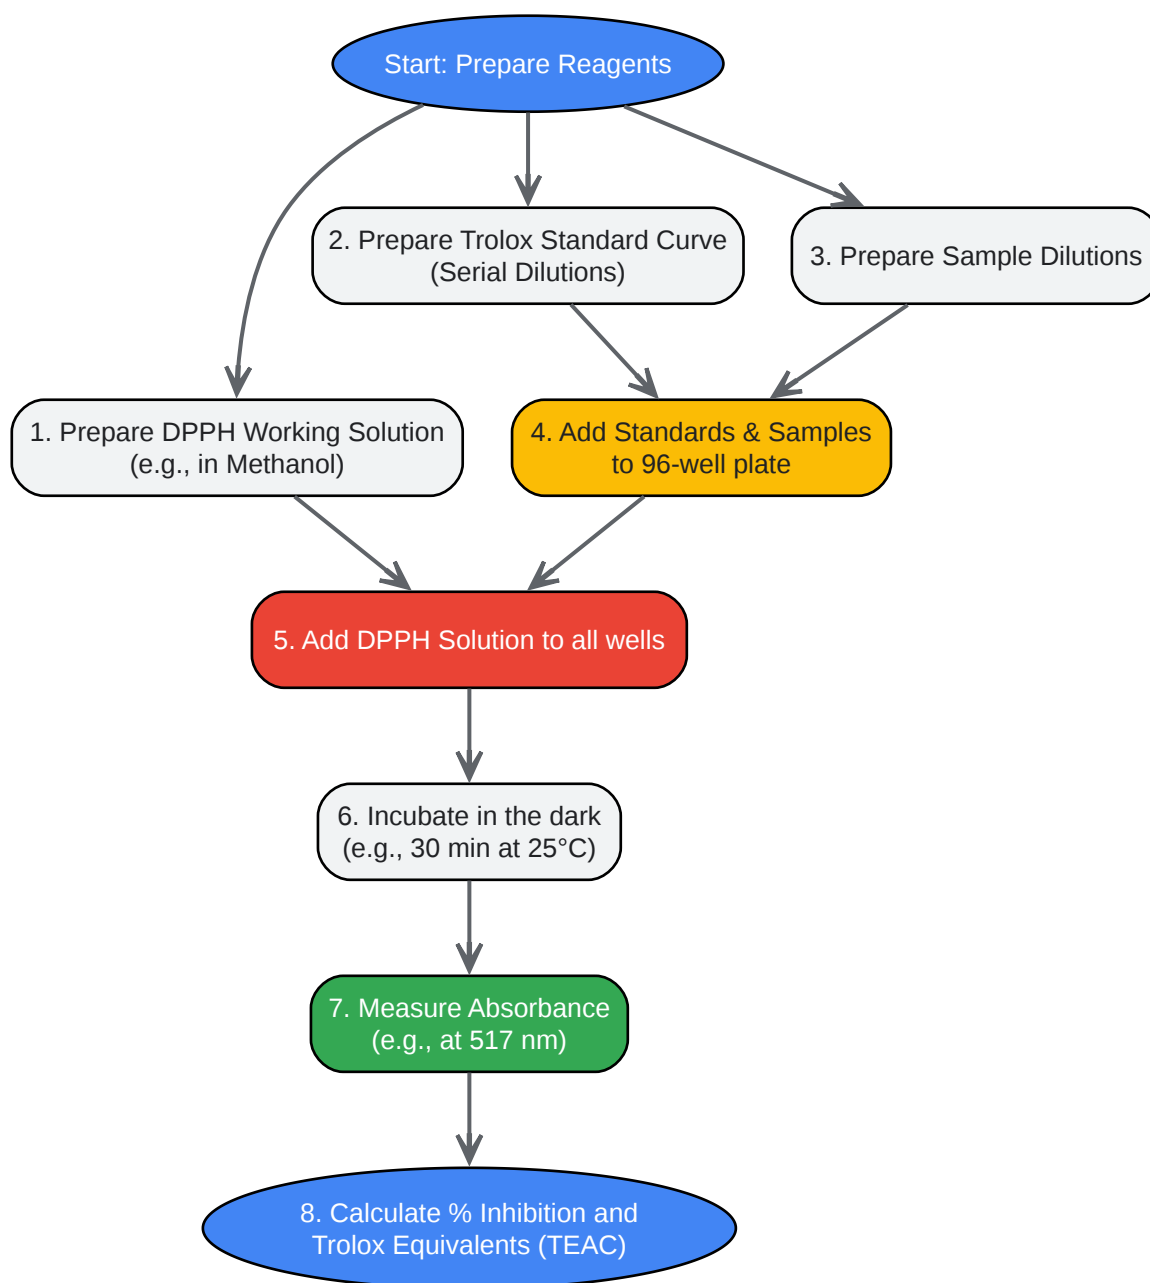 Start: Prepare Reagents
2. Prepare Trolox Standard Curve
(Serial Dilutions)
3. Prepare Sample Dilutions
1. Prepare DPPH Working Solution
(e.g., in Methanol)
4. Add Standards & Samples
to 96-well plate
5. Add DPPH Solution to all wells
6. Incubate in the dark
(e.g., 30 min at 25°C)
7. Measure Absorbance
(e.g., at 517 nm)
8. Calculate % Inhibition and
Trolox Equivalents (TEAC)